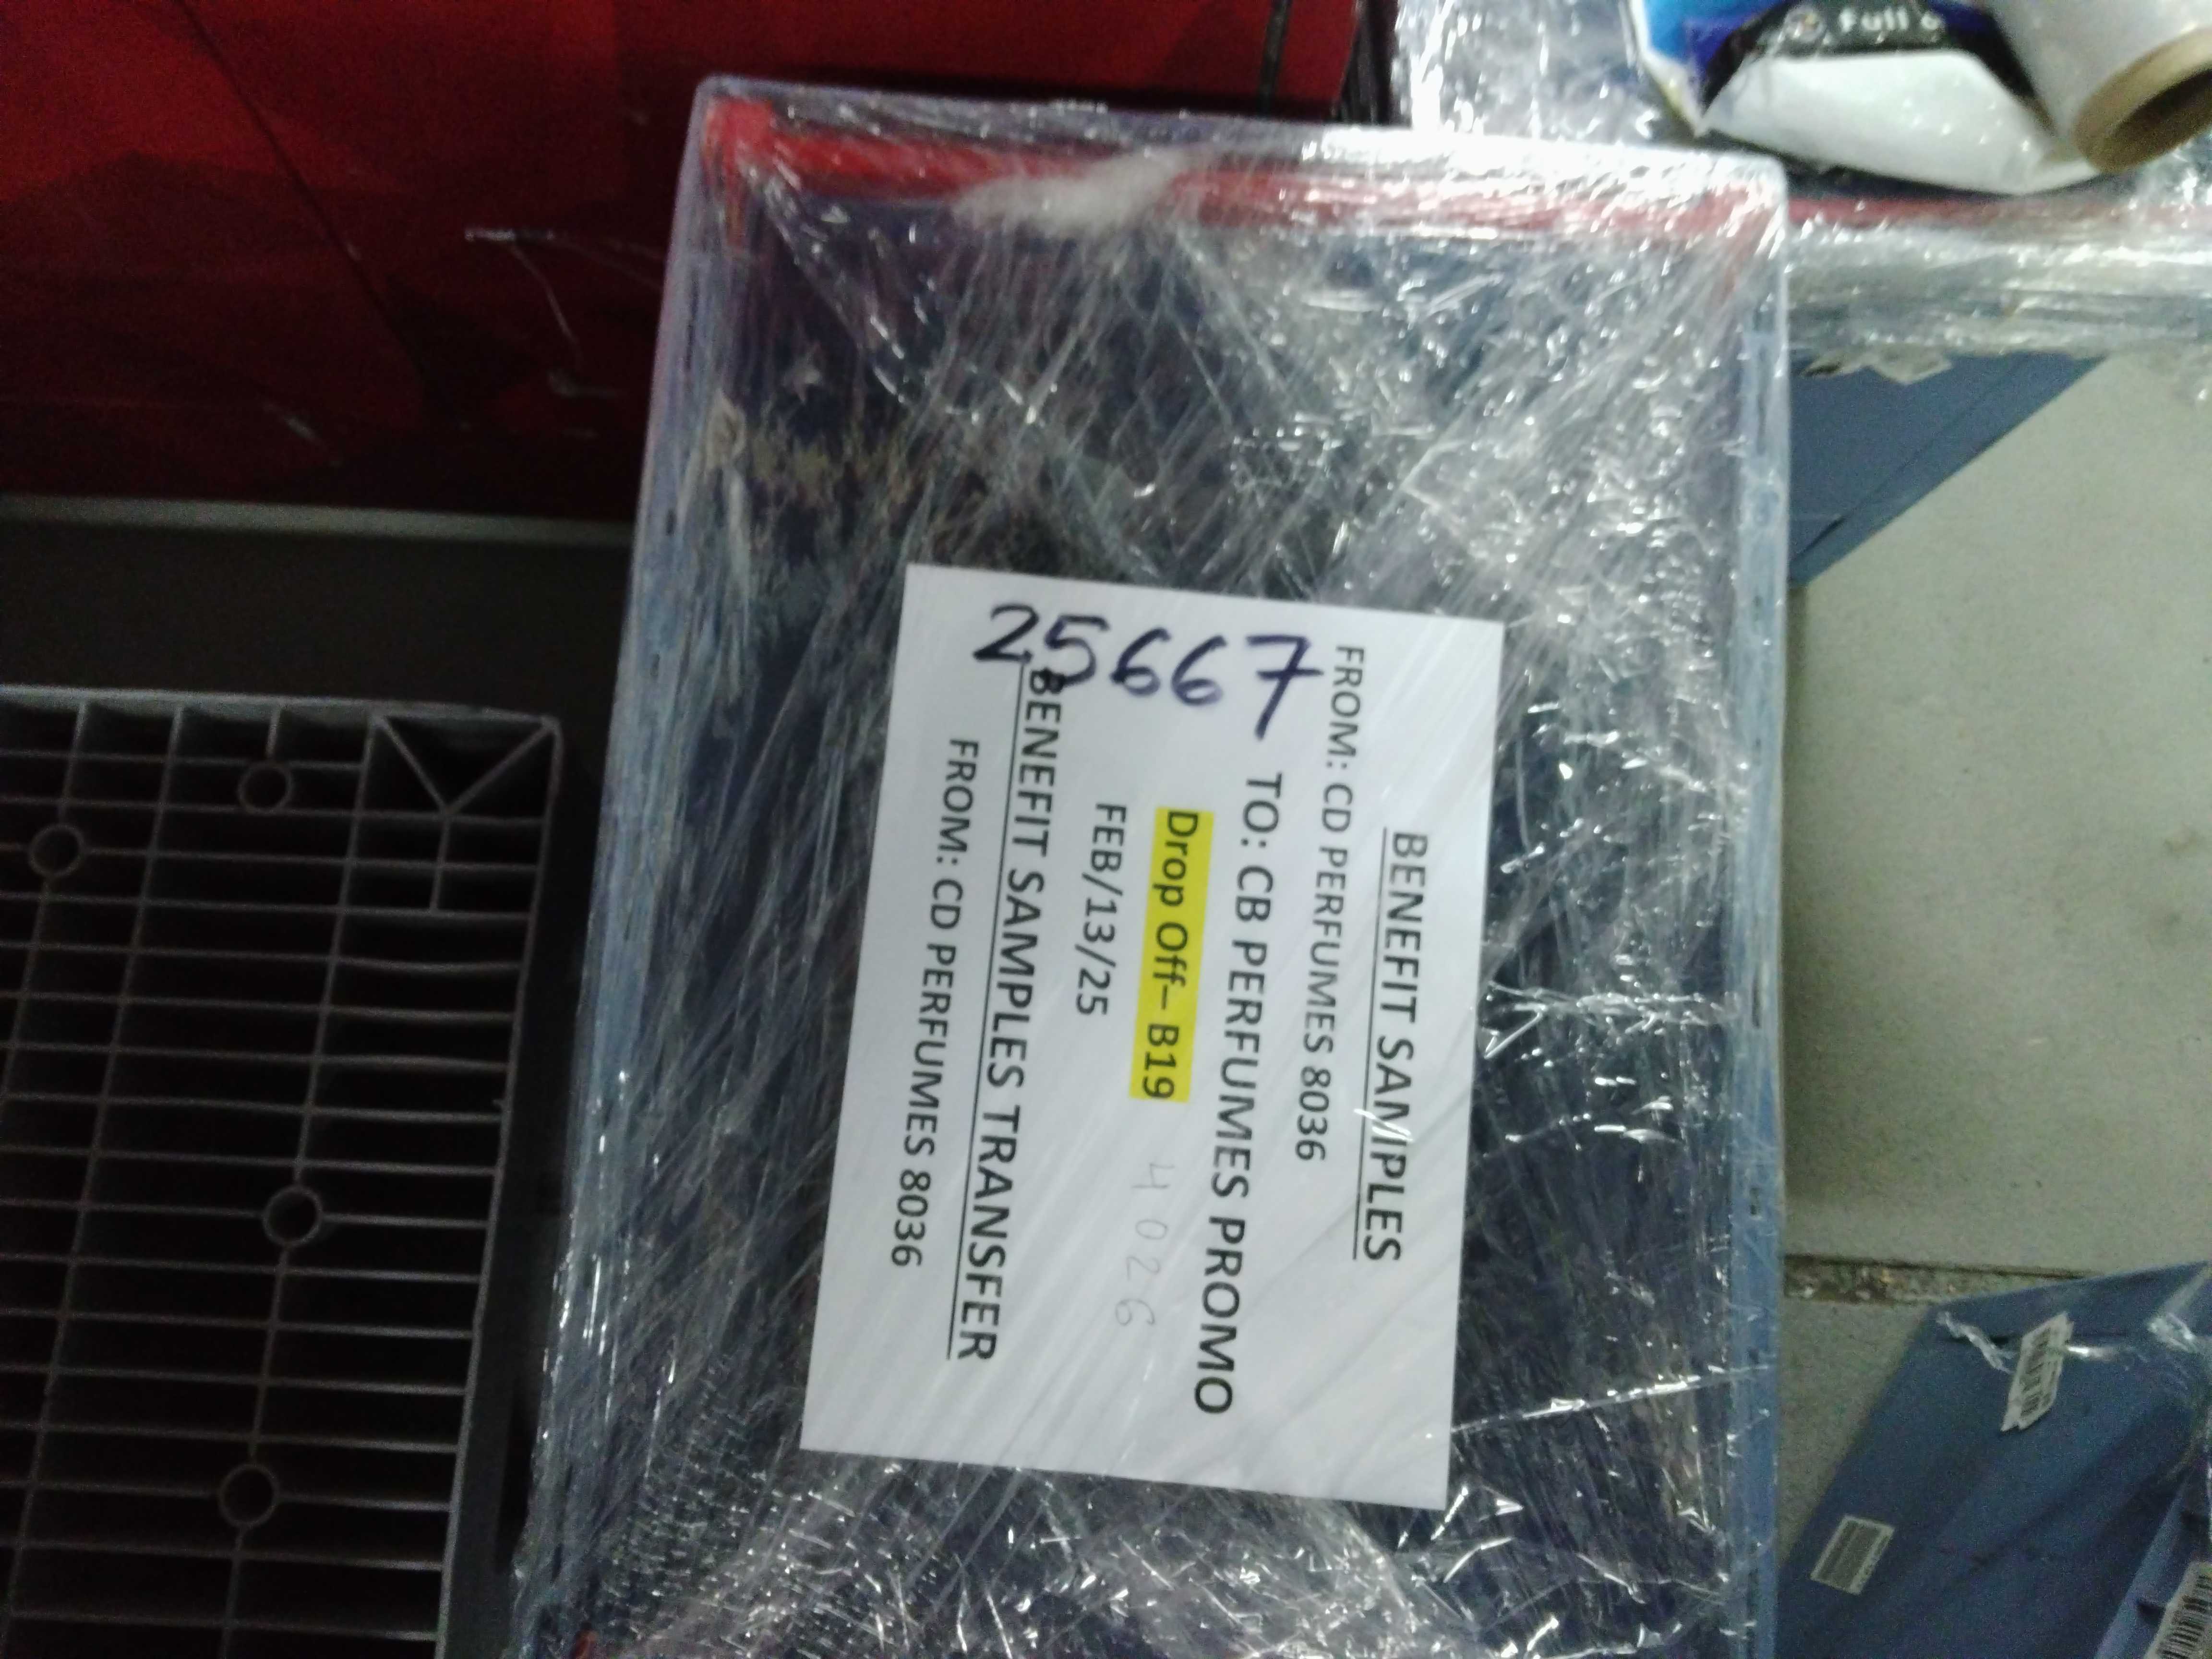 BENEFIT SAMPLES
FROM: CD PERFUMES 8036
TO: CB PERFUMES PROMO
Drop Off– B19
4026
FEB/13/25
BENEFIT SAMPLES TRANSFER
FROM: CD PERFUMES 8036
25667
Full